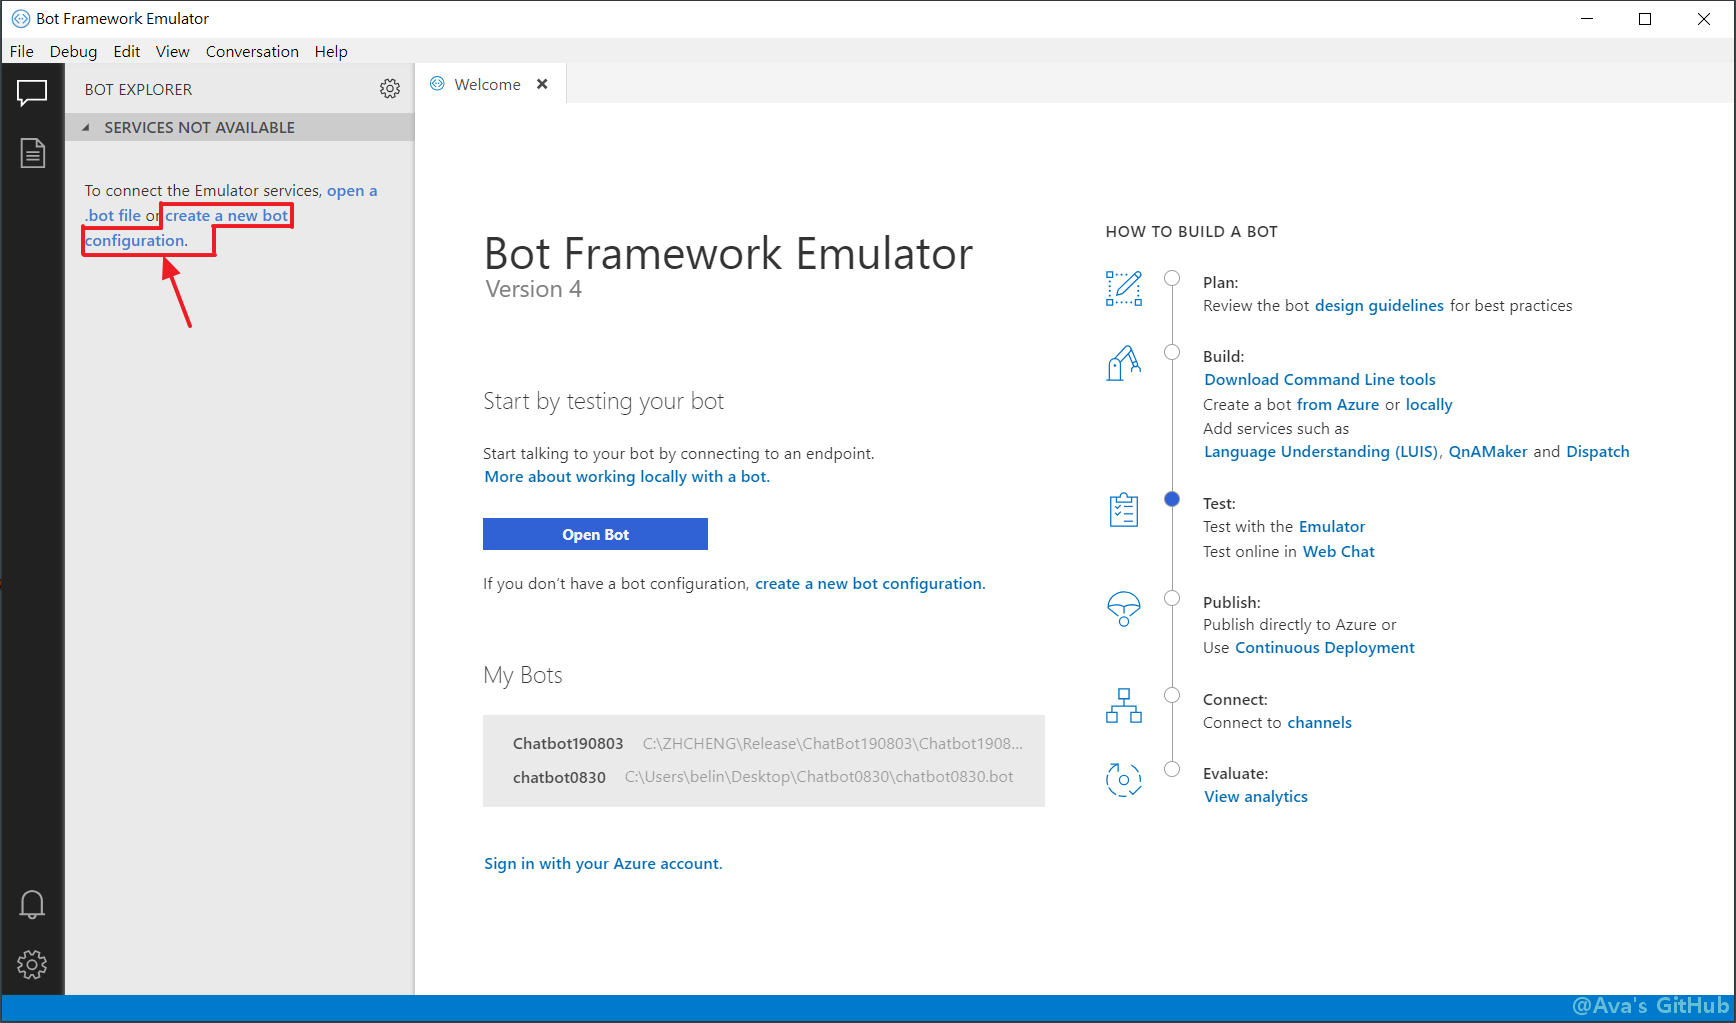 Bot Framework Emulator
File Debug Edit View Conversation Help
BOT EXPLORER
SERVICES NOT AVAILABLE
To connect the Emulator services, open a
.bot file or create a new bot
configuration.
Welcome
Bot Framework Emulator
Version 4
Start by testing your bot
Start talking to your bot by connecting to an endpoint.
More about working locally with a bot.
Open Bot
If you don't have a bot configuration, create a new bot configuration.
My Bots
Chatbot190803 C:\ZHCHENG\Release\ChatBot190803\Chatbot1908...
chatbot0830 C:\Users\belin\Desktop\Chatbot0830\chatbot0830.bot
Sign in with your Azure account.
HOW TO BUILD A BOT
Plan:
Review the bot design guidelines for best practices
Build:
Download Command Line tools
Create a bot from Azure or locally
Add services such as
Language Understanding (LUIS), QnAMaker and Dispatch
Test:
Test with the Emulator
Test online in Web Chat
Publish:
Publish directly to Azure or
Use Continuous Deployment
Connect:
Connect to channels
Evaluate:
View analytics
@Ava's GitHub